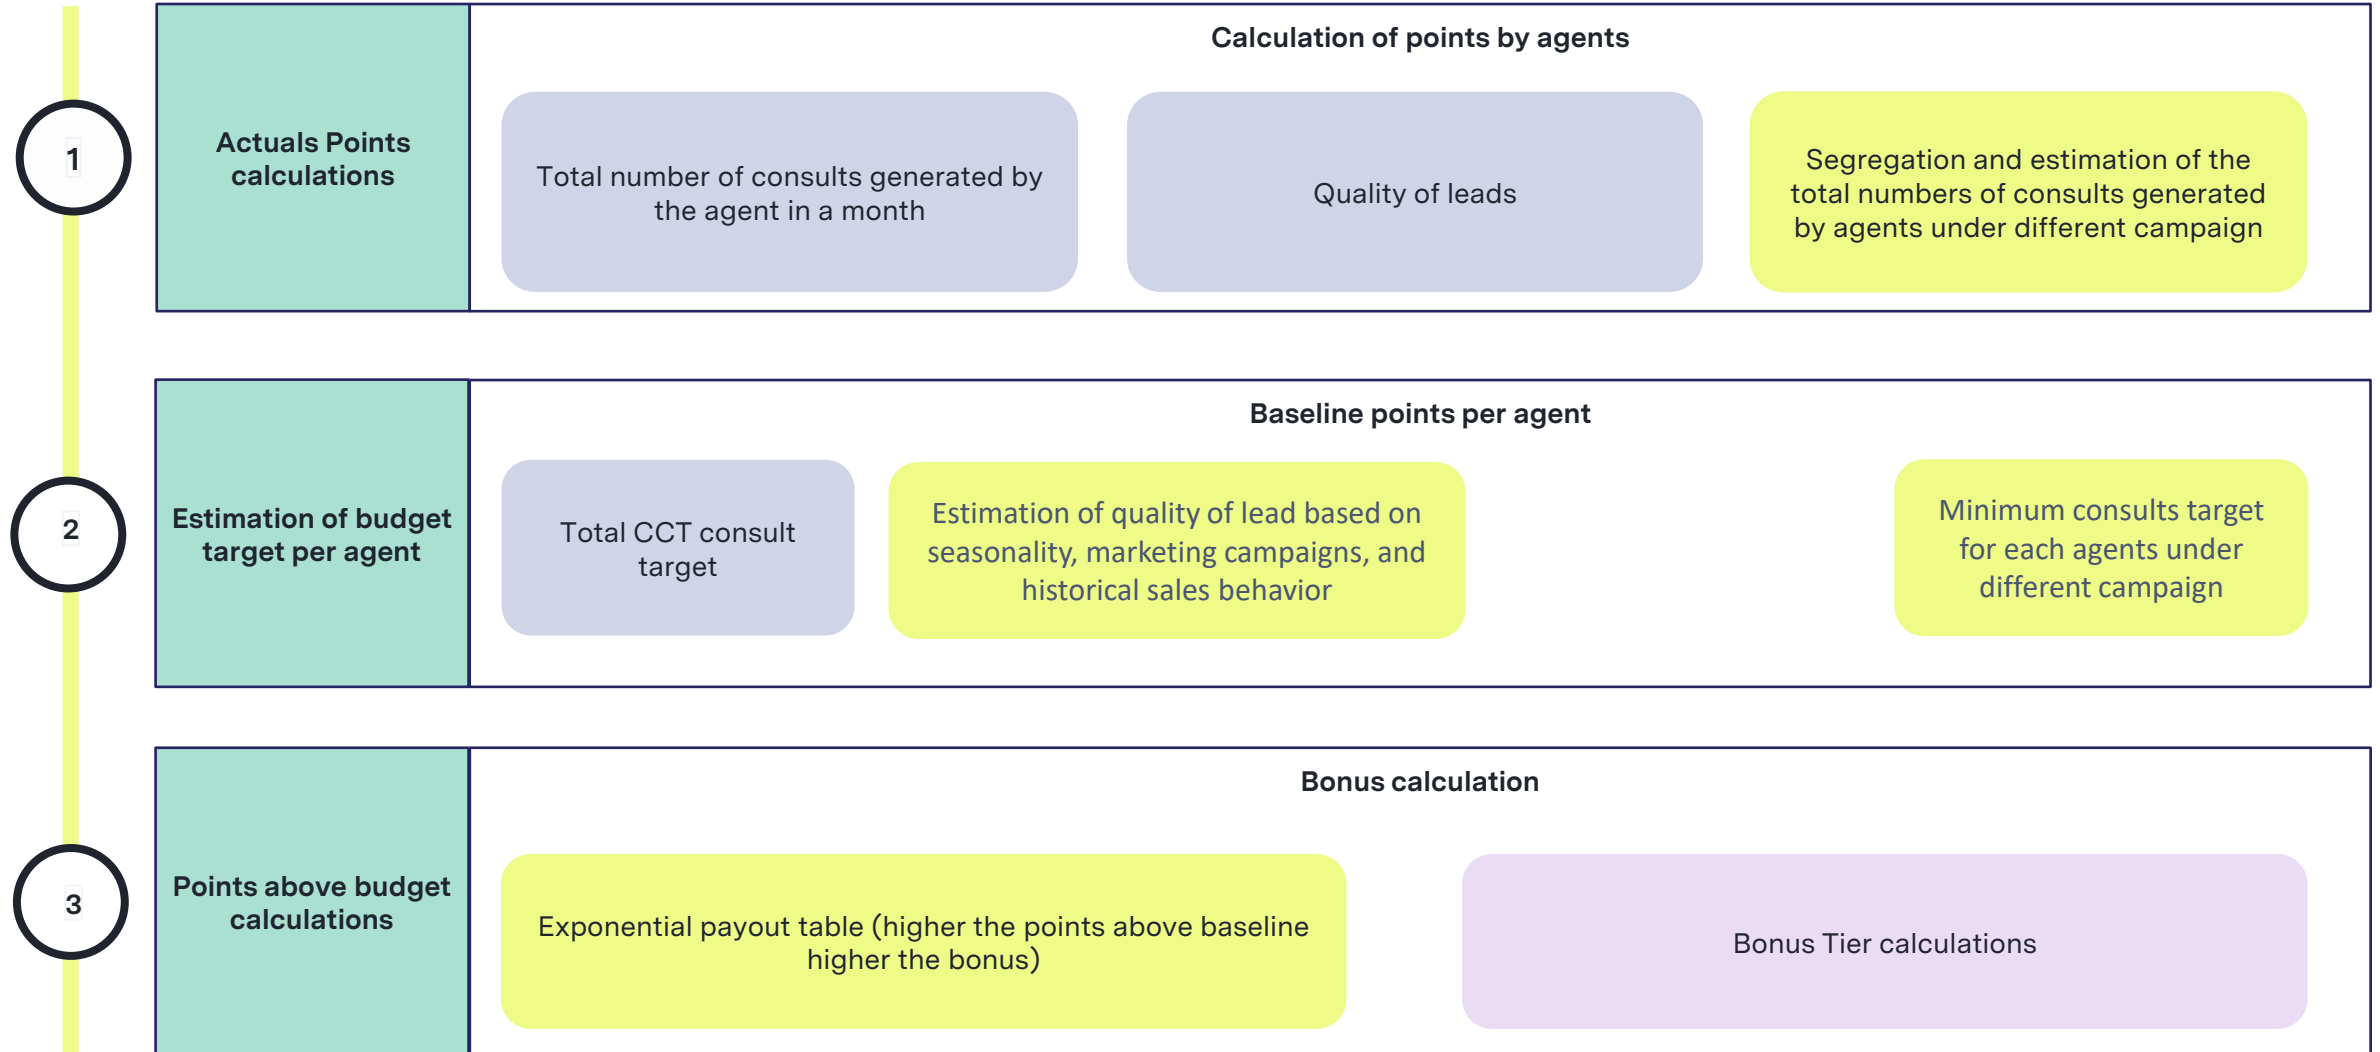 1
Actuals Points
calculations
Calculation of points by agents
Total number of consults generated by
the agent in a month
Quality of leads
Segregation and estimation of the
total numbers of consults generated
by agents under different campaign
2
Estimation of budget
target per agent
Baseline points per agent
Total CCT consult
target
Estimation of quality of lead based on
seasonality, marketing campaigns, and
historical sales behavior
Minimum consults target
for each agents under
different campaign
3
Points above budget
calculations
Bonus calculation
Exponential payout table (higher the points above baseline
higher the bonus)
Bonus Tier calculations